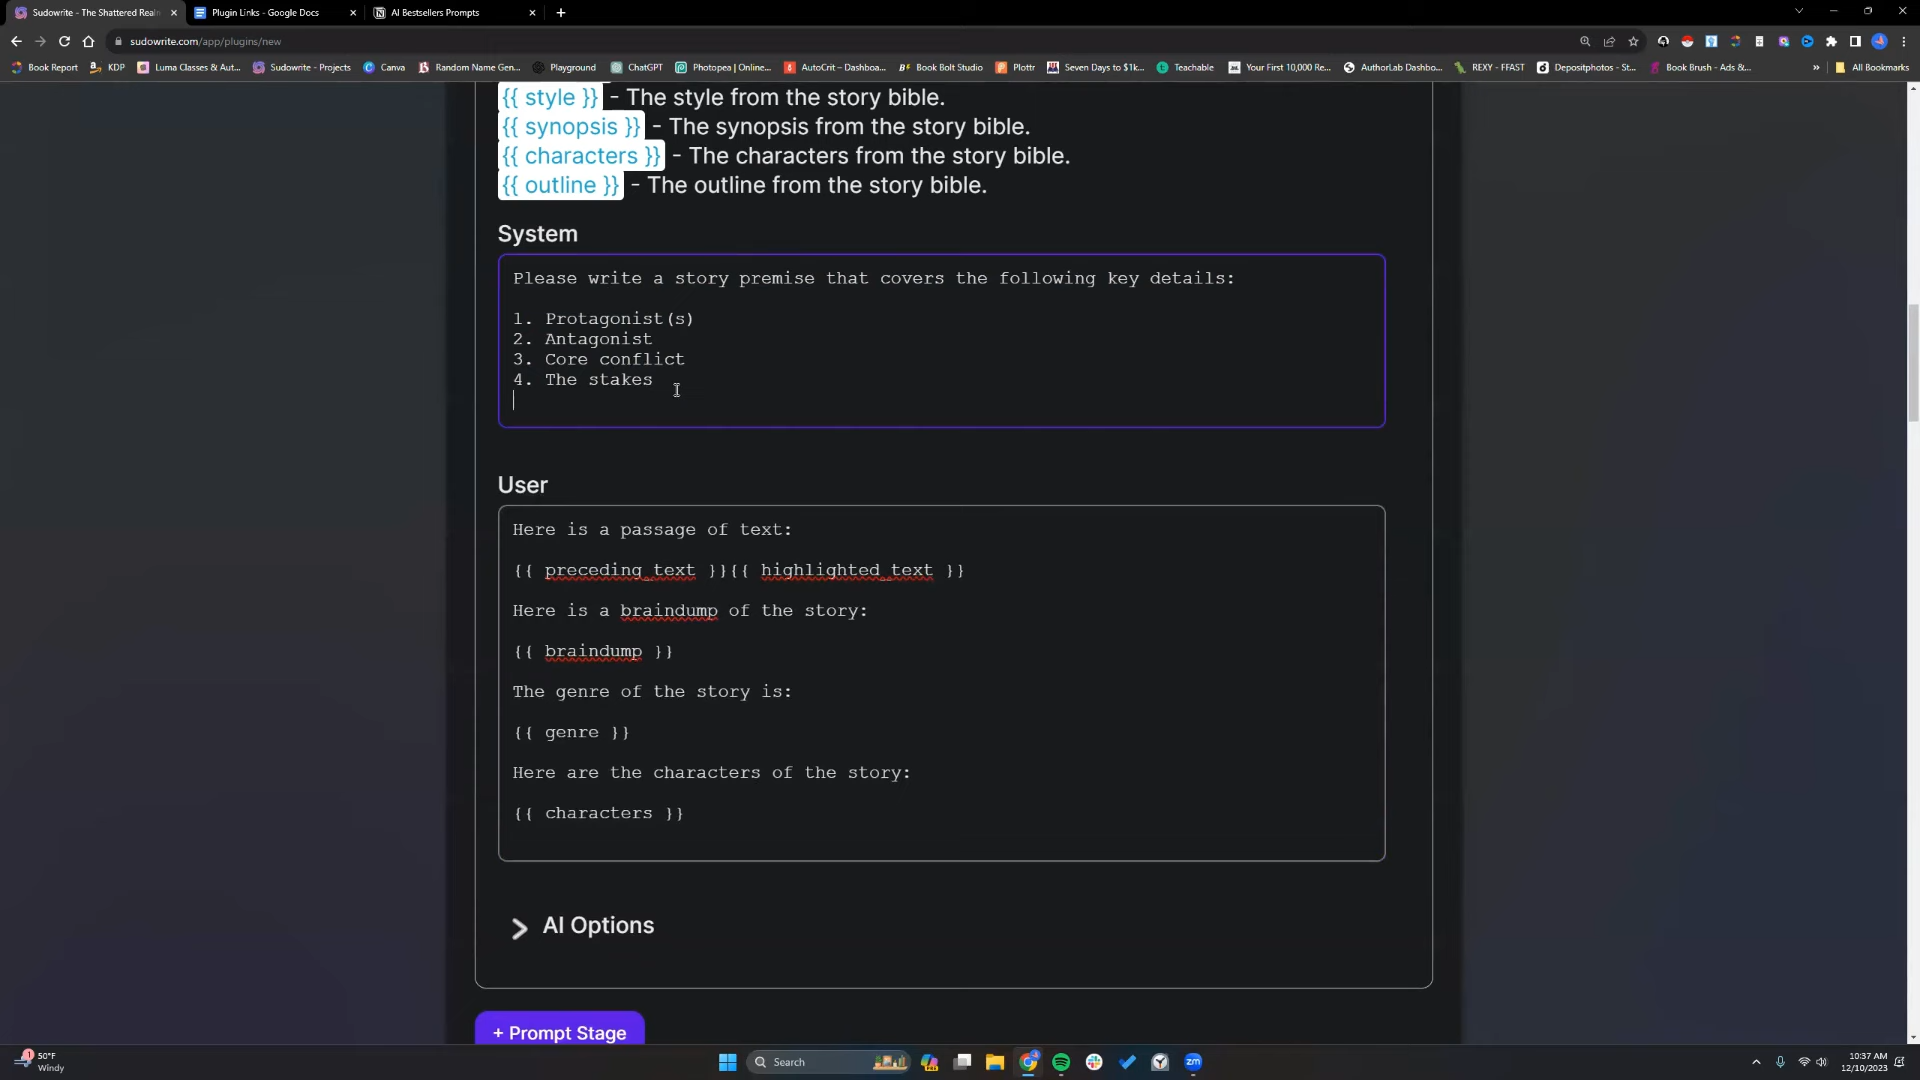 Sudowrite - The Shattered Real
Plugin Links - Google Docs
AI Bestsellers Prompts
sudowrite.com/app/plugins/new
Book Report
KDP
Luma Classes & Aut...
Sudowrite - Projects
Canva
Random Name Gen...
Playground
ChatGPT
Photopea | Online...
AutoCrit – Dashboa...
Book Bolt Studio
Plottr
Seven Days to $1k...
Teachable
Your First 10,000 Re...
AuthorLab Dashbo...
REXY - FFAST
Depositphotos - St...
Book Brush - Ads &...
»
All Bookmarks
{{ style }} - The style from the story bible.
{{ synopsis }} - The synopsis from the story bible.
{{ characters }} - The characters from the story bible.
{{ outline }} - The outline from the story bible.
System
Please write a story premise that covers the following key details:
1. Protagonist(s)
2. Antagonist
3. Core conflict
4. The stakes
User
Here is a passage of text:
{{ preceding_text }}{{ highlighted_text }}
Here is a braindump of the story:
{{ braindump }}
The genre of the story is:
{{ genre }}
Here are the characters of the story:
{{ characters }}
AI Options
+ Prompt Stage
1
50°F
Windy
Search
zm
10:37 AM
12/10/2023